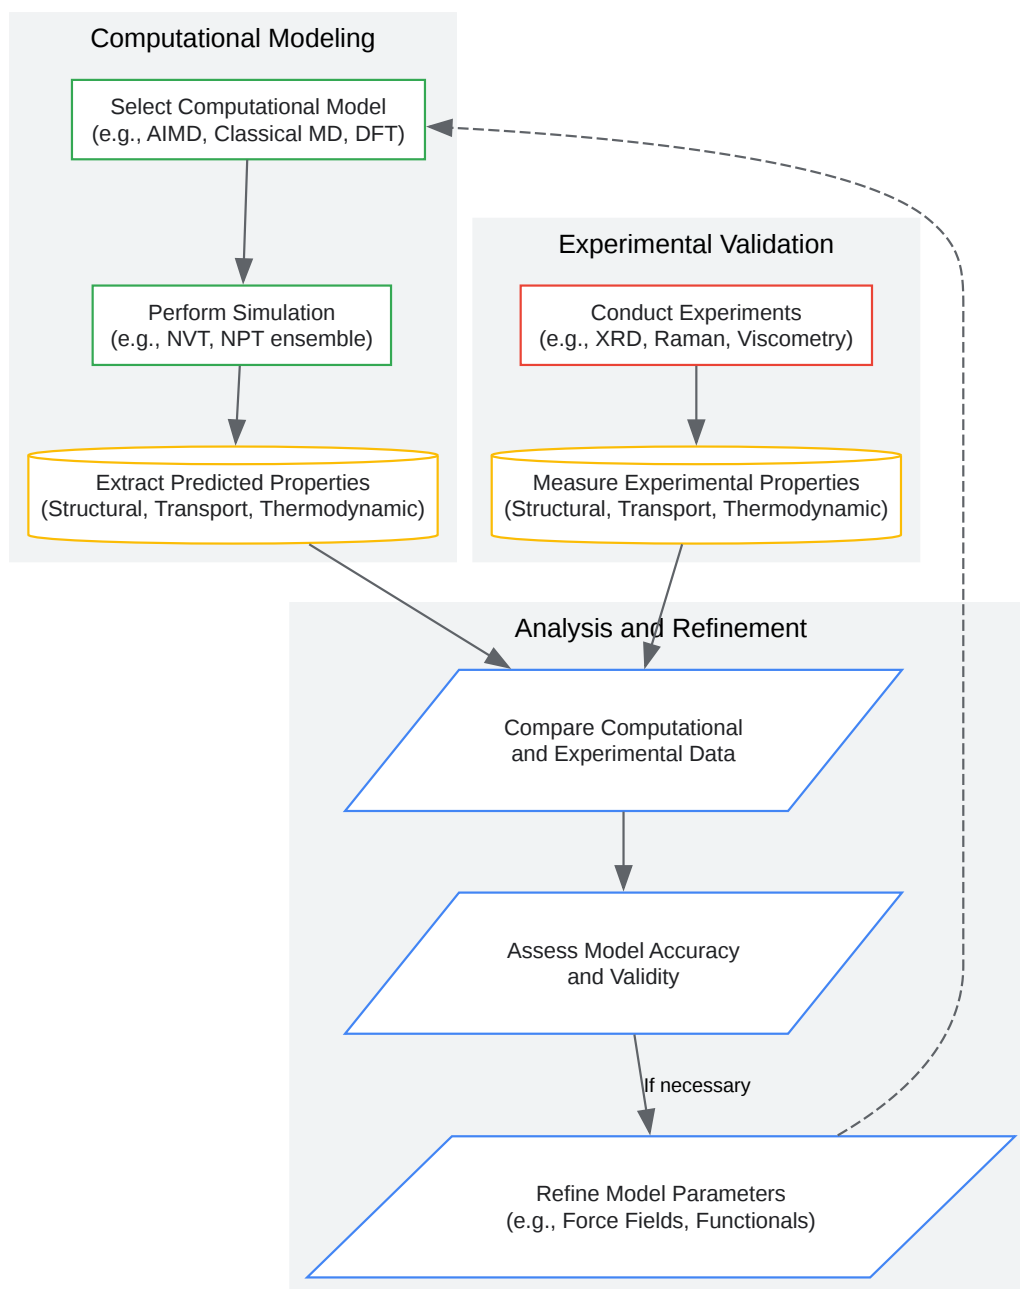 Computational Modeling
Select Computational Model
(e.g., AIMD, Classical MD, DFT)
Perform Simulation
(e.g., NVT, NPT ensemble)
Extract Predicted Properties
(Structural, Transport, Thermodynamic)
Experimental Validation
Conduct Experiments
(e.g., XRD, Raman, Viscometry)
Measure Experimental Properties
(Structural, Transport, Thermodynamic)
Analysis and Refinement
Compare Computational
and Experimental Data
Assess Model Accuracy
and Validity
If necessary
Refine Model Parameters
(e.g., Force Fields, Functionals)